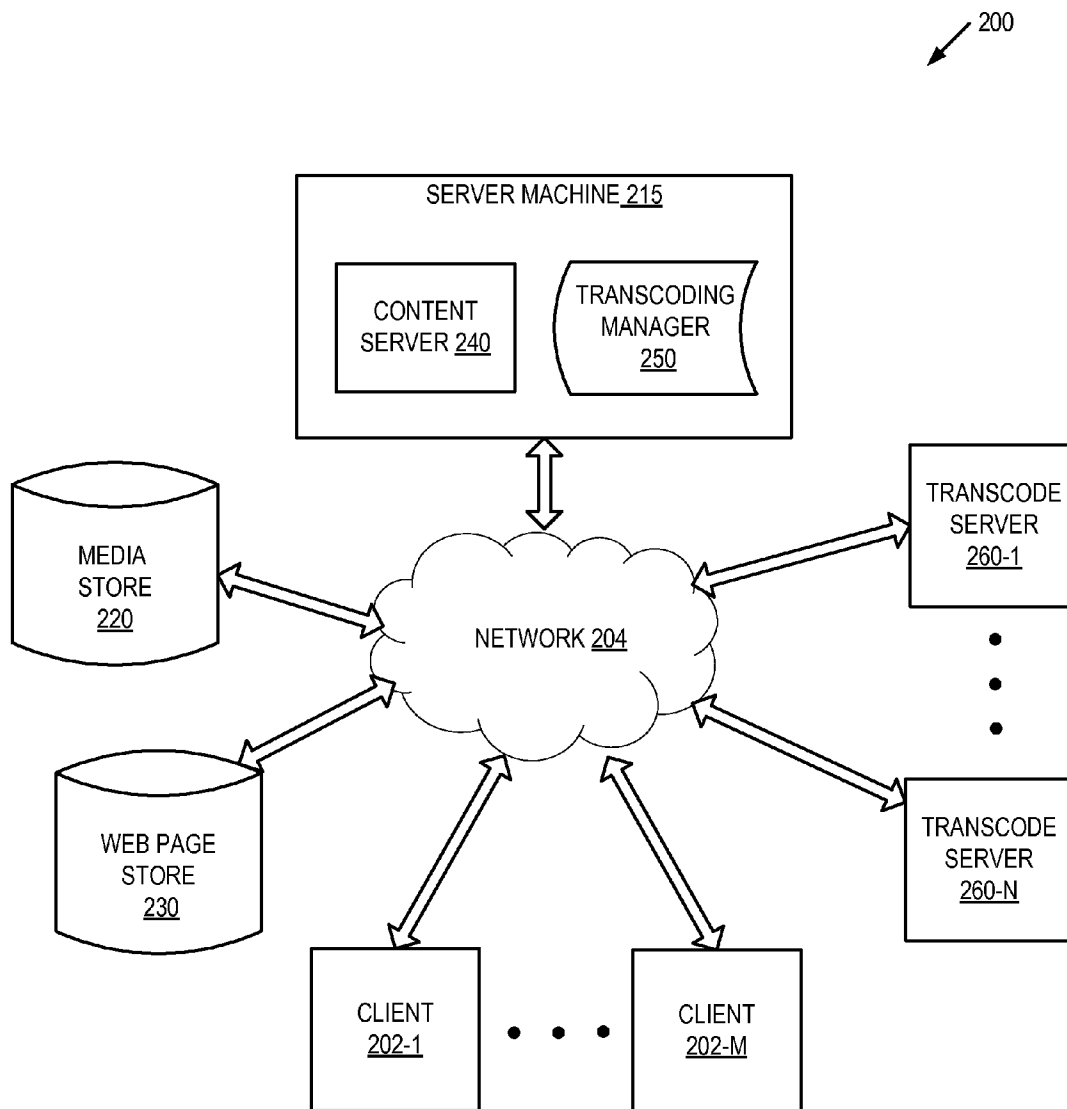 200
SERVER MACHINE 215
CONTENT
SERVER 240
TRANSCODING
MANAGER
250
MEDIA
STORE
220
TRANSCODE
SERVER
260-1
NETWORK 204
WEB PAGE
STORE
230
TRANSCODE
SERVER
260-N
CLIENT
202-1
CLIENT
202-M